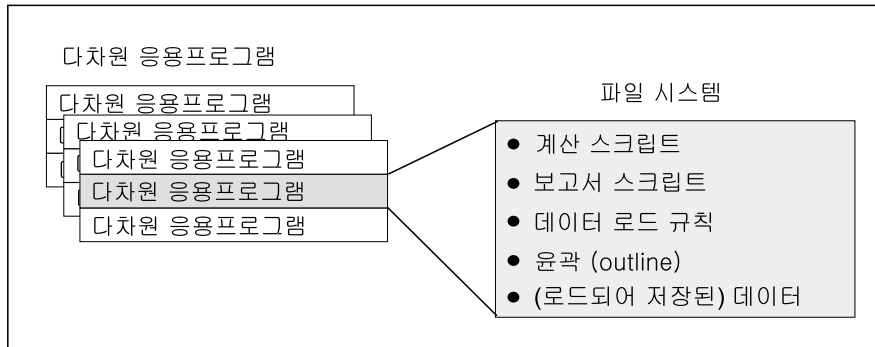 다차원 응용프로그램
다차원 응용프로그램
다차원 응용프로그램
다차원 응용프로그램
다차원 응용프로그램
다차원 응용프로그램
파일 시스템
● 계산 스크립트
● 보고서 스크립트
● 데이터 로드 규칙
● 윤곽 (outline)
● (로드되어 저장된) 데이터